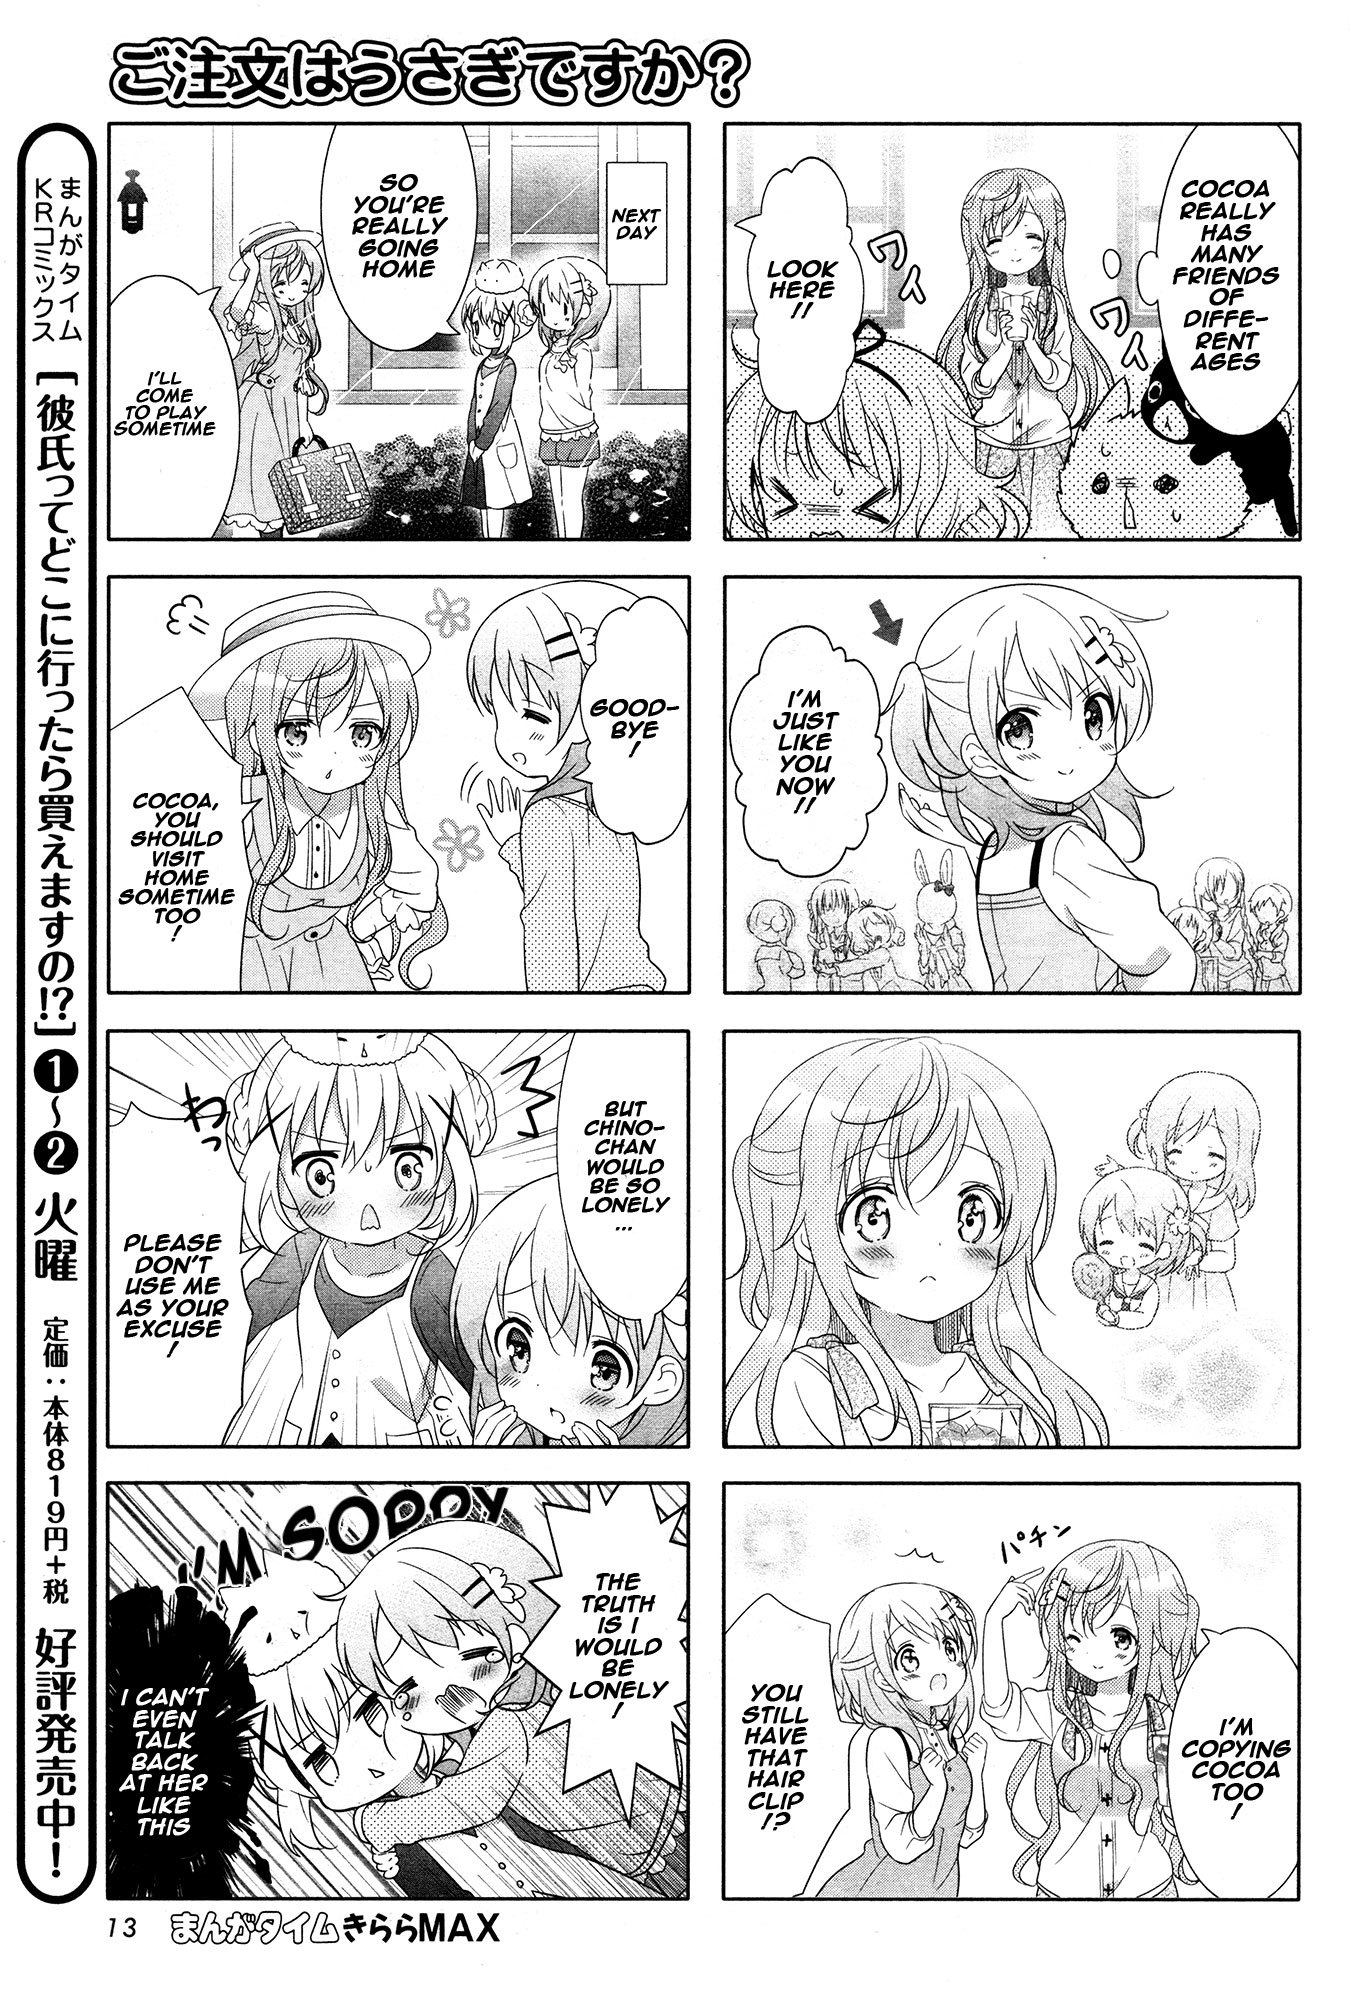 ご注文はうさぎですか？
COCOA
REALLY
HAS
MANY
FRIENDS
OF
DIFFE-
RENT
AGES
LOOK
HERE!!
ワイ
ワイ
I'M
JUST
LIKE
YOU
NOW!!
I'M
COPYING
COCOA
TOO
!
パチン
YOU
STILL
HAVE
THAT
HAIR
CLIP
!?
NEXT
DAY
SO
YOU'RE
REALLY
GOING
HOME
I'LL
COME
TO PLAY
SOMETIME
GOOD-
BYE
!
COCOA,
YOU
SHOULD
VISIT
HOME
SOMETIME
TOO
!
BUT
CHINO-
CHAN
WOULD
BE SO
LONELY
...
わっ
PLEASE
DON'T
USE ME
AS YOUR
EXCUSE
!
THE
TRUTH
IS I
WOULD
BE
LONELY
!
I'M SORRY
I CAN'T
EVEN
TALK
BACK
AT HER
LIKE
THIS
まんがタイム
KRコミックス
［彼氏ってどこに行ったら買えますの!?］❶～❷ 火曜 定価：本体819円＋税 好評発売中！
13 まんがタイムきららMAX